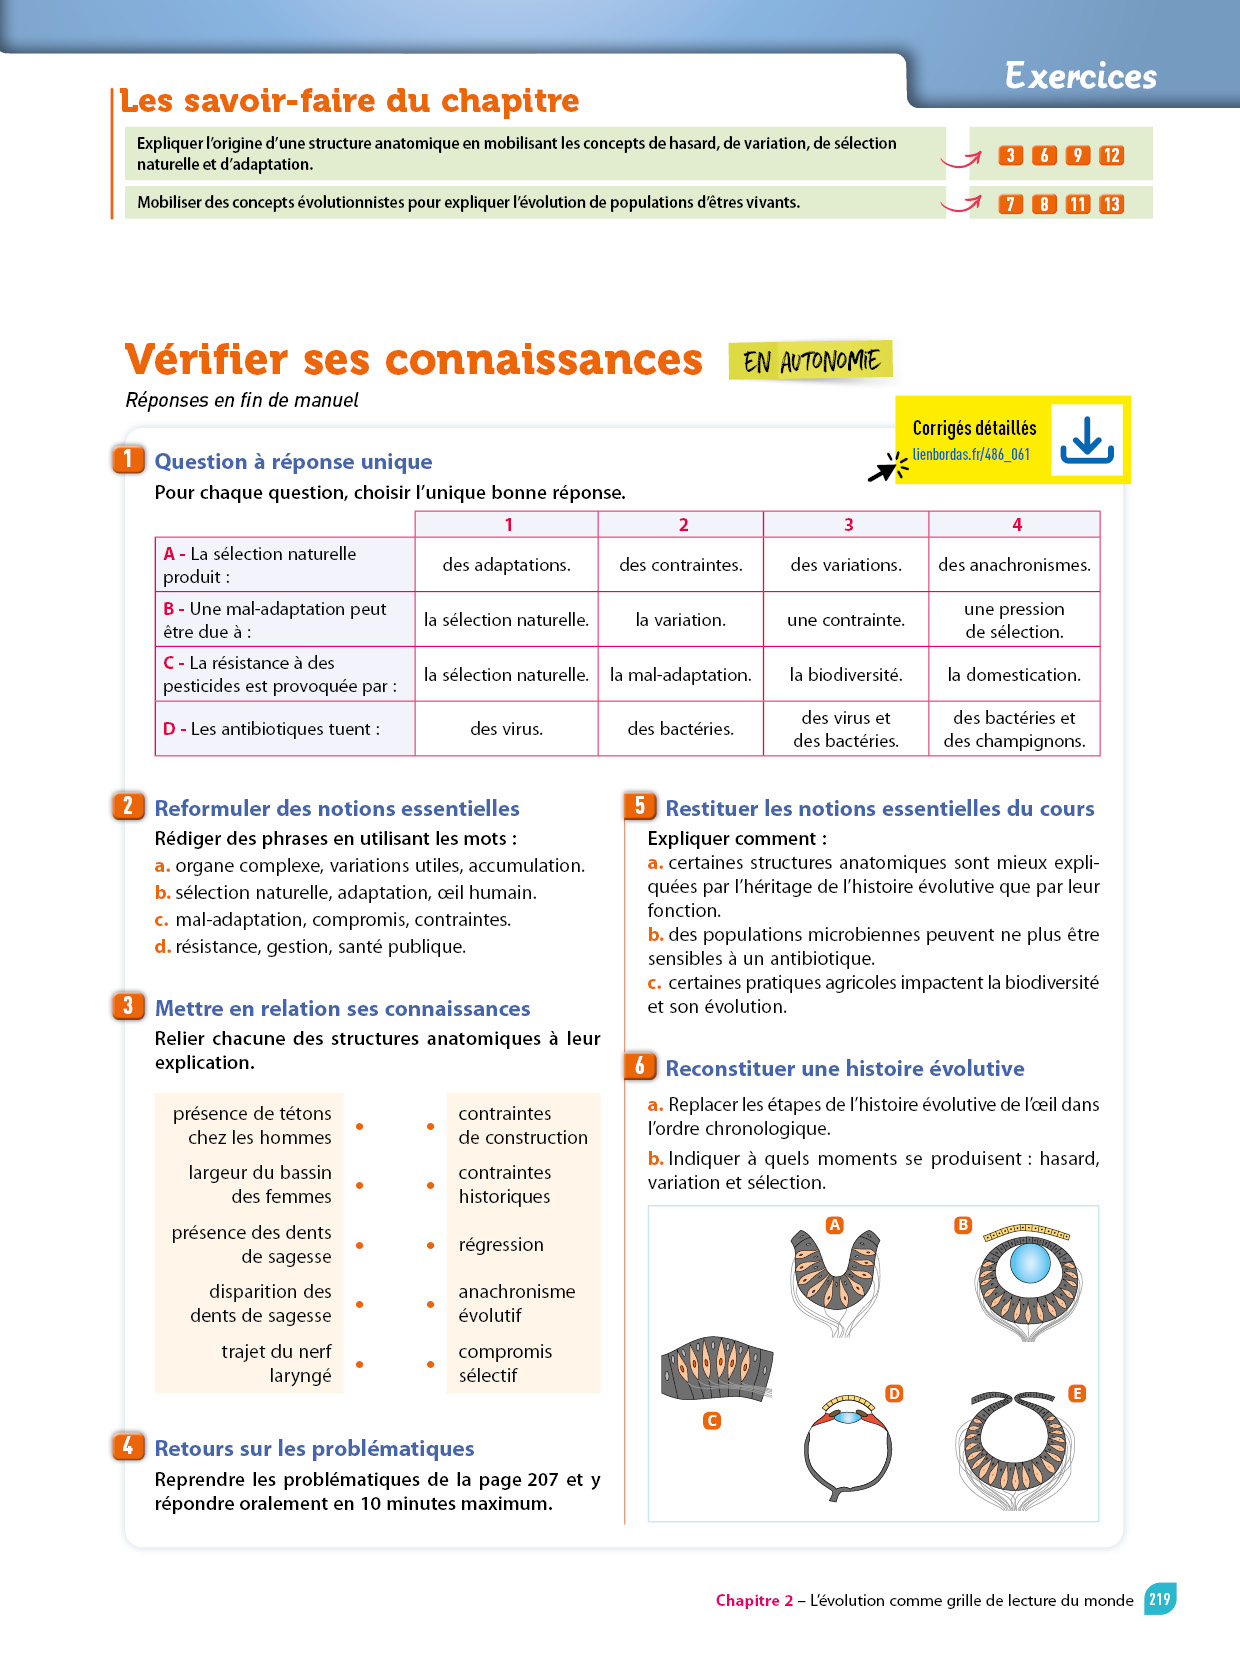 Exercices
Les savoir-faire du chapitre
Expliquer l’origine d’une structure anatomique en mobilisant les concepts de hasard, de variation, de sélection
naturelle et d’adaptation.
3 6 9 12
Mobiliser des concepts évolutionnistes pour expliquer l’évolution de populations d’êtres vivants.
7 8 11 13
Vérifier ses connaissances
EN AUTONOMIE
Réponses en fin de manuel
Corrigés détaillés
lienbordas.fr/486_061
1 Question à réponse unique
Pour chaque question, choisir l’unique bonne réponse.
1 2 3 4
A - La sélection naturelle
produit :
des adaptations.
des contraintes.
des variations.
des anachronismes.
B - Une mal-adaptation peut
être due à :
la sélection naturelle.
la variation.
une contrainte.
une pression
de sélection.
C - La résistance à des
pesticides est provoquée par :
la sélection naturelle.
la mal-adaptation.
la biodiversité.
la domestication.
D - Les antibiotiques tuent :
des virus.
des bactéries.
des virus et
des bactéries.
des bactéries et
des champignons.
2 Reformuler des notions essentielles
Rédiger des phrases en utilisant les mots :
a. organe complexe, variations utiles, accumulation.
b. sélection naturelle, adaptation, œil humain.
c. mal-adaptation, compromis, contraintes.
d. résistance, gestion, santé publique.
3 Mettre en relation ses connaissances
Relier chacune des structures anatomiques à leur
explication.
présence de tétons
chez les hommes
largeur du bassin
des femmes
présence des dents
de sagesse
disparition des
dents de sagesse
trajet du nerf
laryngé
contraintes
de construction
contraintes
historiques
régression
anachronisme
évolutif
compromis
sélectif
4 Retours sur les problématiques
Reprendre les problématiques de la page 207 et y
répondre oralement en 10 minutes maximum.
5 Restituer les notions essentielles du cours
Expliquer comment :
a. certaines structures anatomiques sont mieux expli-
quées par l’héritage de l’histoire évolutive que par leur
fonction.
b. des populations microbiennes peuvent ne plus être
sensibles à un antibiotique.
c. certaines pratiques agricoles impactent la biodiversité
et son évolution.
6 Reconstituer une histoire évolutive
a. Replacer les étapes de l’histoire évolutive de l’œil dans
l’ordre chronologique.
b. Indiquer à quels moments se produisent : hasard,
variation et sélection.
A
B
C
D
E
Chapitre 2 – L’évolution comme grille de lecture du monde 219